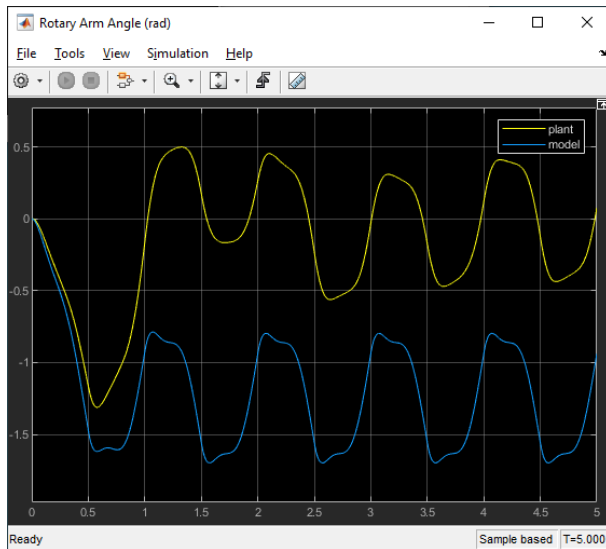 Rotary Arm Angle (rad)
File Tools View Simulation Help
plant
model
0.5
0
-0.5
-1
-1.5
0 0.5 1 1.5 2 2.5 3 3.5 4 4.5 5
Ready Sample based T=5.000